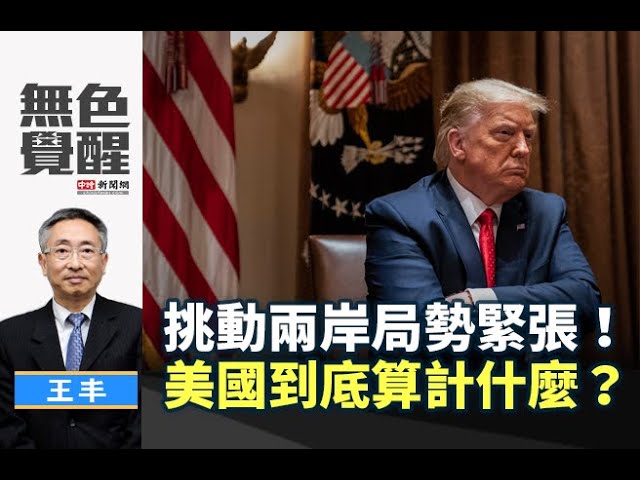 無色
覺醒
中時 新聞網
王丰
挑動兩岸局勢緊張！
美國到底算計什麼？